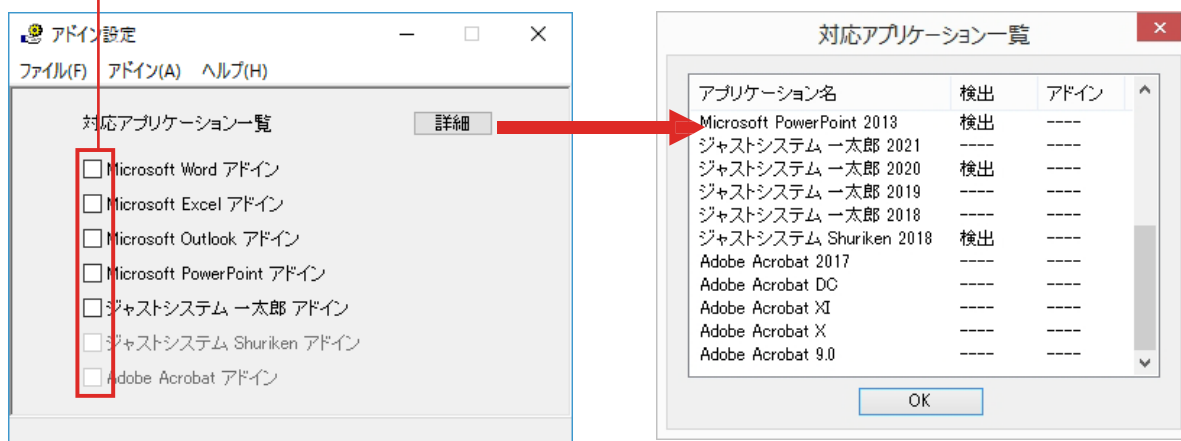 アドイン設定
ファイル(F) アドイン(A) ヘルプ(H)
対応アプリケーション一覧 詳細
Microsoft Word アドイン
Microsoft Excel アドイン
Microsoft Outlook アドイン
Microsoft PowerPoint アドイン
ジャストシステム 一太郎 アドイン
ジャストシステム Shuriken アドイン
Adobe Acrobat アドイン
対応アプリケーション一覧
アプリケーション名 検出 アドイン
Microsoft PowerPoint 2013 検出 ----
ジャストシステム 一太郎 2021 ---- ----
ジャストシステム 一太郎 2020 検出 ----
ジャストシステム 一太郎 2019 ---- ----
ジャストシステム 一太郎 2018 ---- ----
ジャストシステム Shuriken 2018 検出 ----
Adobe Acrobat 2017 ---- ----
Adobe Acrobat DC ---- ----
Adobe Acrobat XI ---- ----
Adobe Acrobat X ---- ----
Adobe Acrobat 9.0 ---- ----
OK